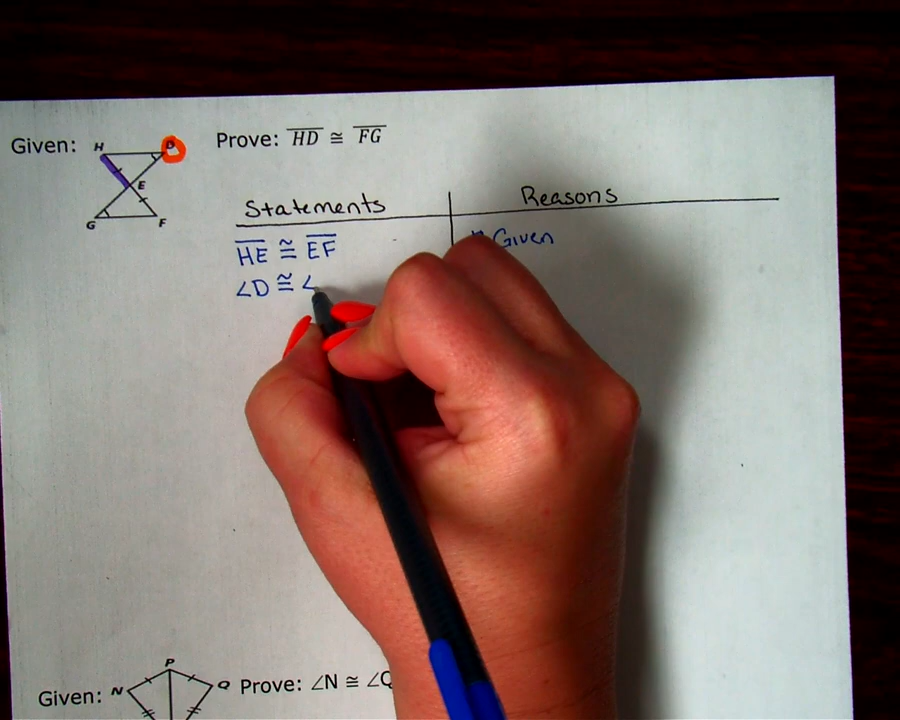 Given: H D Prove: HD ≅ FG
E
G F
Statements Reasons
HE ≅ EF Given
∠D ≅ ∠
P
Given: N Q Prove: ∠N ≅ ∠Q